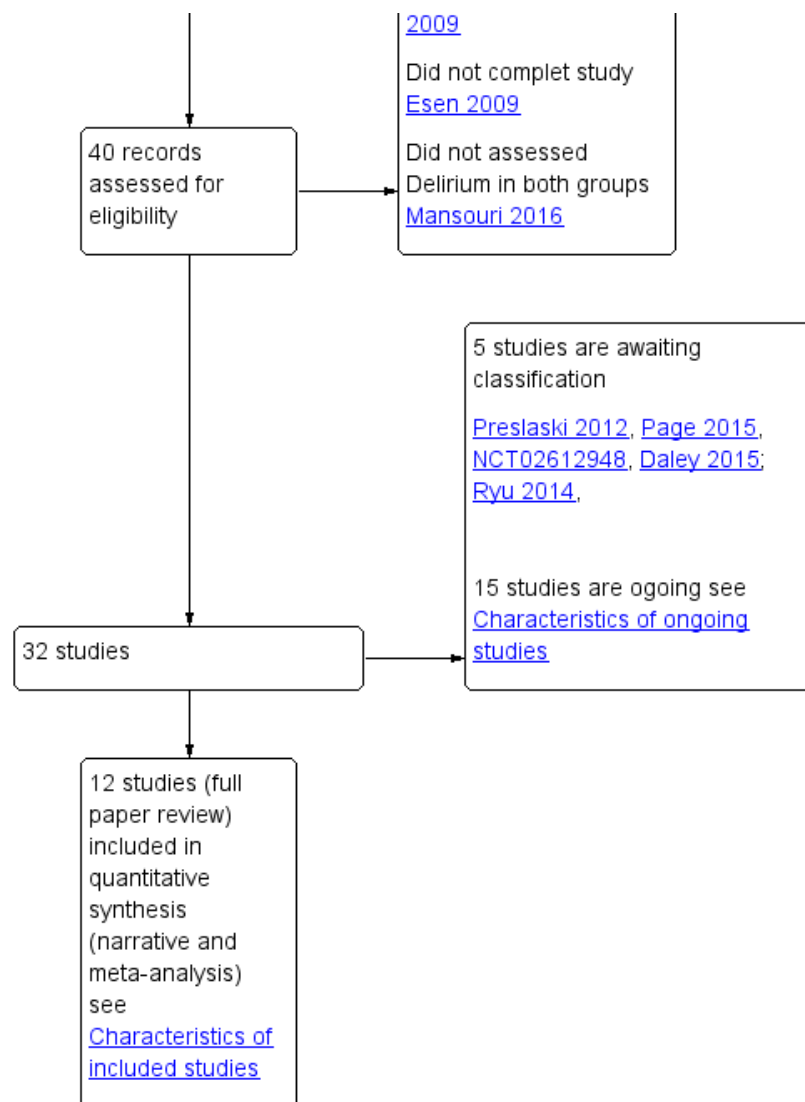 2009
Did not complet study
Esen 2009
Did not assessed
Delirium in both groups
Mansouri 2016
40 records
assessed for
eligibility
5 studies are awaiting
classification
Preslaski 2012, Page 2015,
NCT02612948, Daley 2015;
Ryu 2014,
15 studies are ogoing see
Characteristics of ongoing
studies
32 studies
12 studies (full
paper review)
included in
quantitative
synthesis
(narrative and
meta-analysis)
see
Characteristics of
included studies